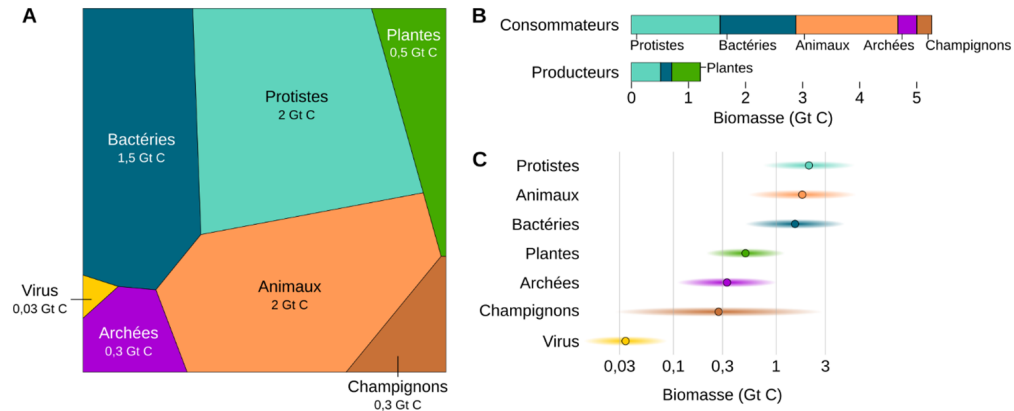 A
Plantes
0,5 Gt C
Protistes
2 Gt C
Bactéries
1,5 Gt C
Virus
0,03 Gt C
Animaux
2 Gt C
Archées
0,3 Gt C
Champignons
0,3 Gt C
B
Consommateurs
Protistes Bactéries Animaux Archées Champignons
Producteurs Plantes
0 1 2 3 4 5
Biomasse (Gt C)
C
Protistes
Animaux
Bactéries
Plantes
Archées
Champignons
Virus
0,03 0,1 0,3 1 3
Biomasse (Gt C)